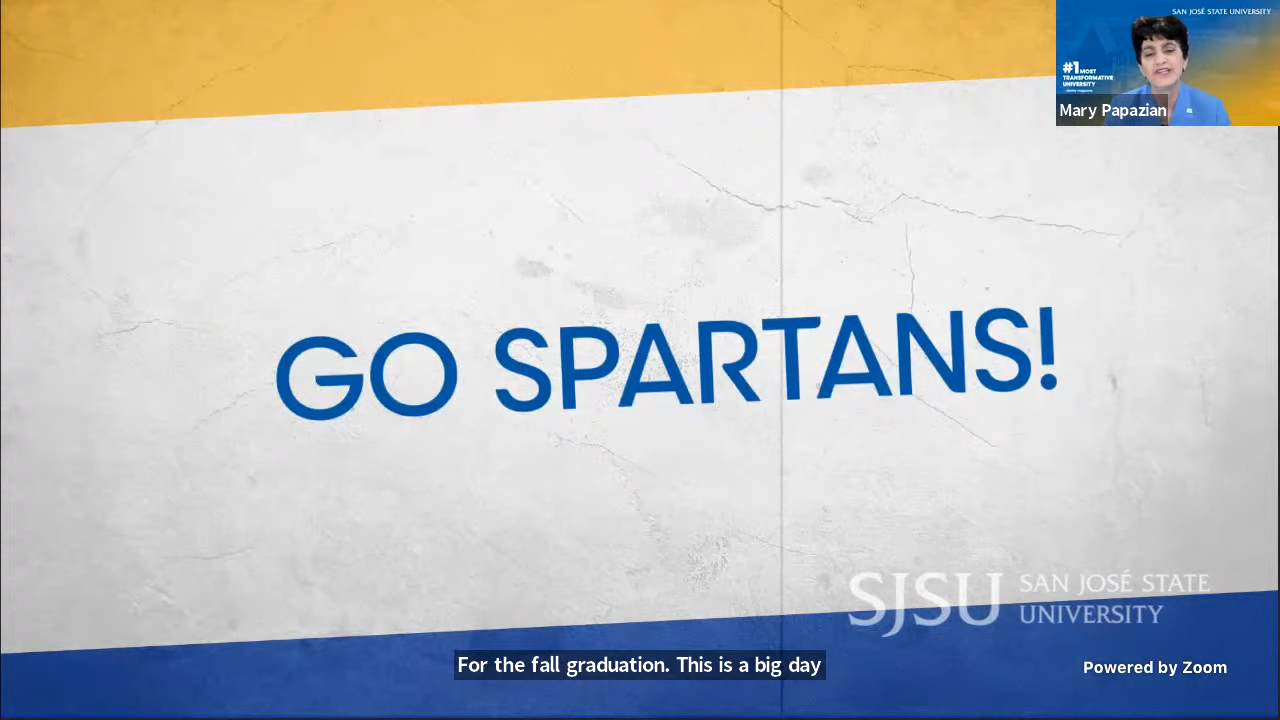 SAN JOSÉ STATE UNIVERSITY
#1 MOST
TRANSFORMATIVE
UNIVERSITY
Mary Papazian
GO SPARTANS!
SJSU SAN JOSÉ STATE
UNIVERSITY
For the fall graduation. This is a big day
Powered by Zoom